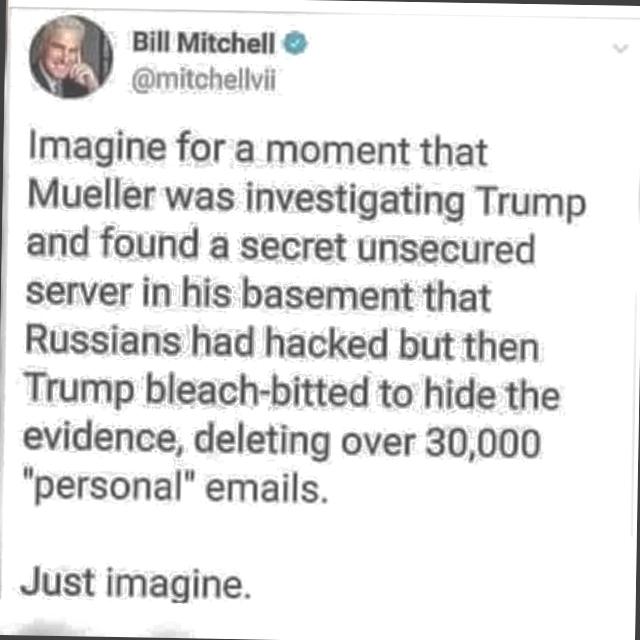 Bill Mitchell
@mitchellvii
Imagine for a moment that
Mueller was investigating Trump
and found a secret unsecured
server in his basement that
Russians had hacked but then
Trump bleach-bitted to hide the
evidence, deleting over 30,000
"personal" emails.
Just imagine.